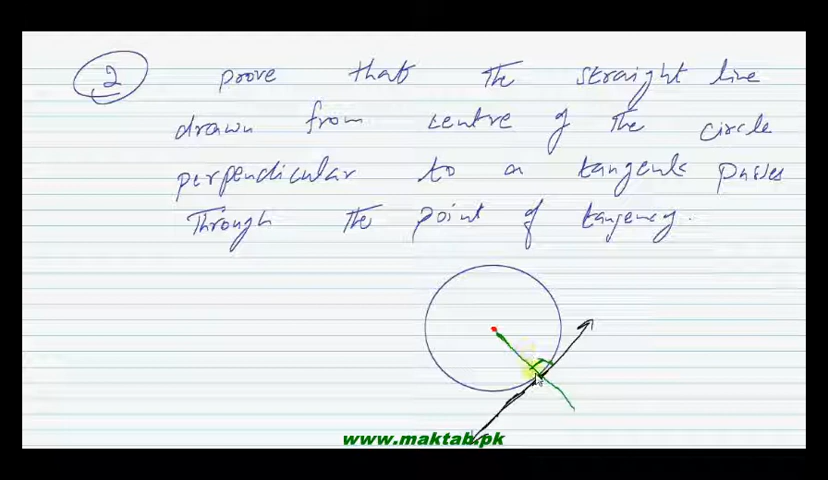 2 prove that the straight line
drawn from centre of the circle
perpendicular to a tangent passes
Through the point of tangency.
www.maktab.pk